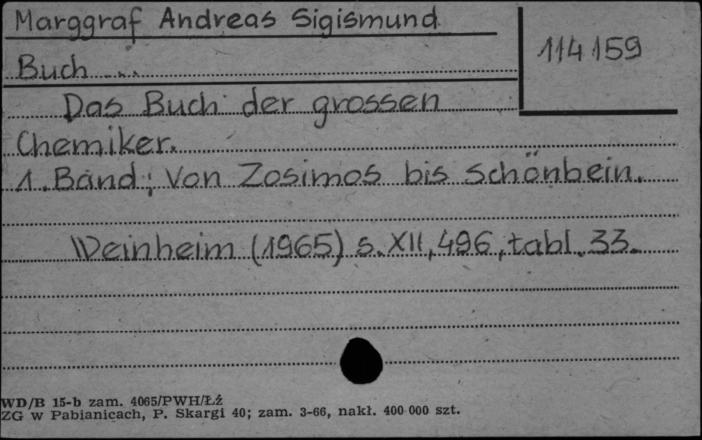 Marggraf Andreas Sigismund
114159
Buch ...
Das Buch der grossen
Chemiker.
1. Band; Von Zosimos bis Schönbein.
Weinheim (1965) s. XII, 496, tabl. 33.
WD/B 15-b zam. 4065/PWH/Łż
ZG w Pabianicach, P. Skargi 40; zam. 3-66, nakł. 400 000 szt.